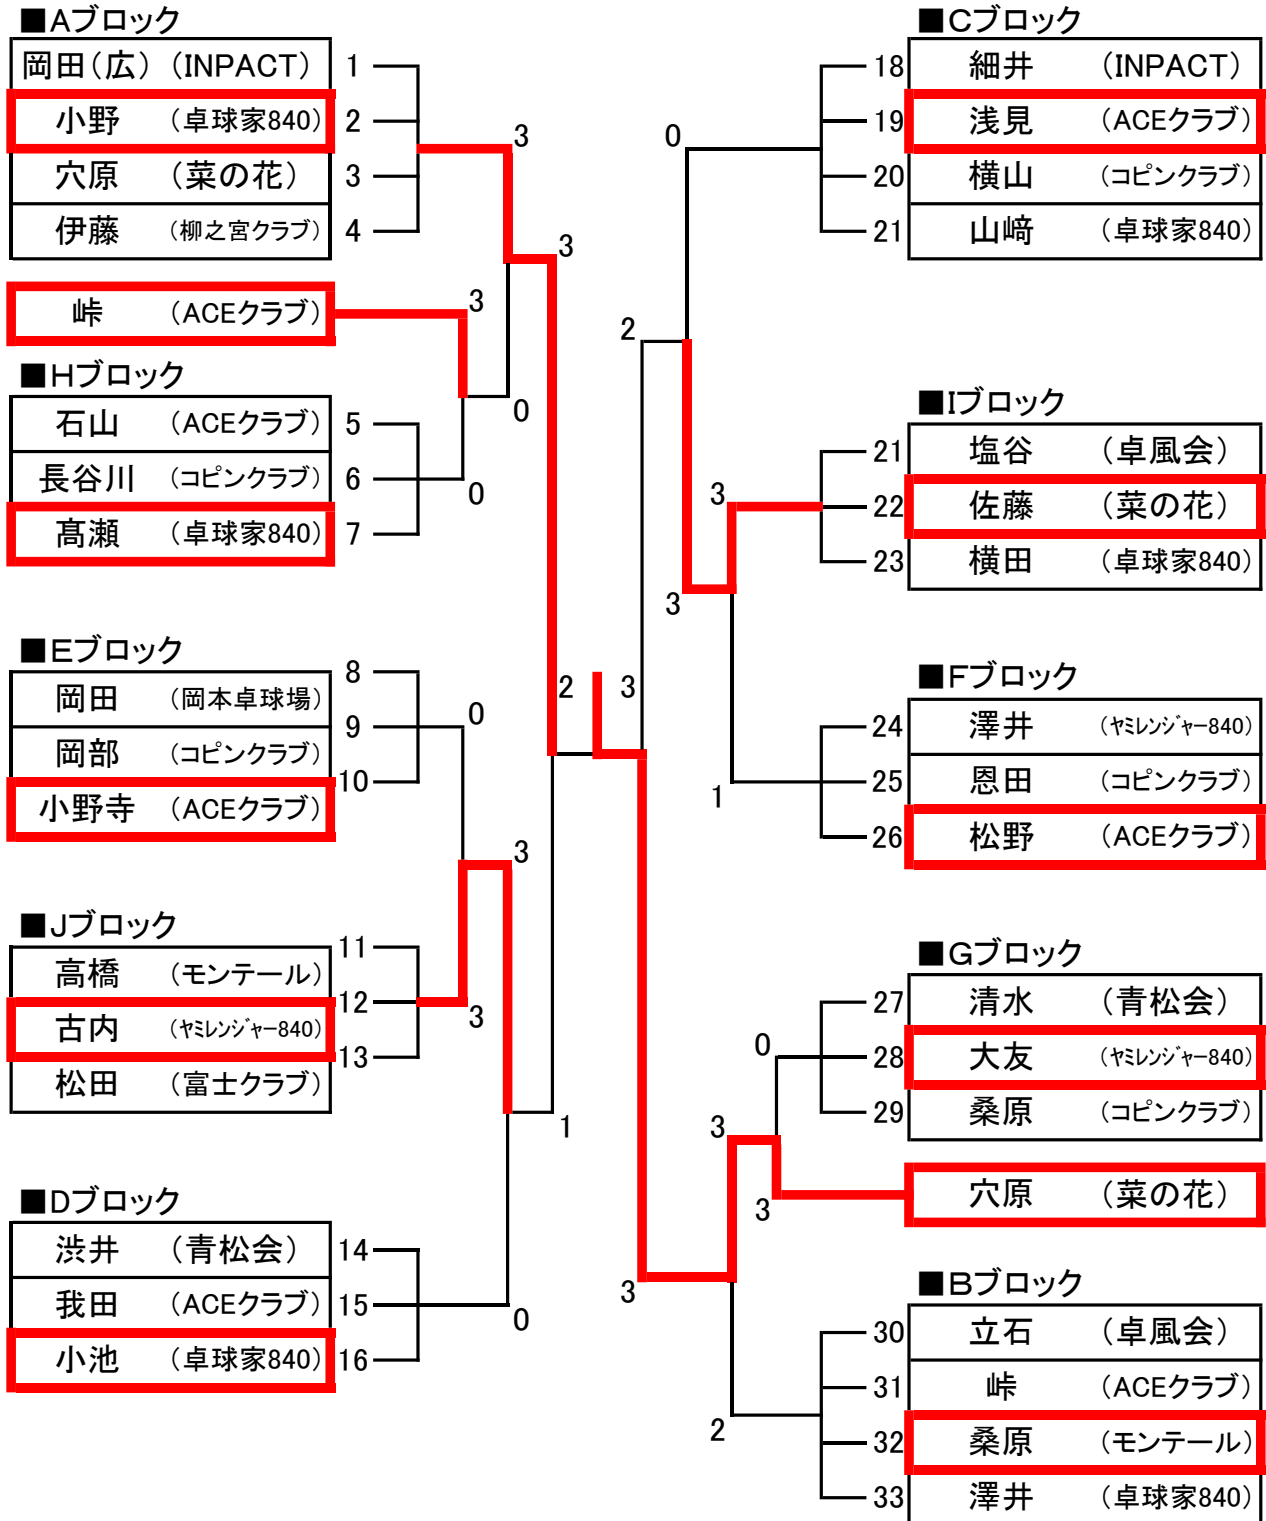 ■Aブロック
岡田(広) (INPACT) 1
小野 (卓球家840) 2
穴原 (菜の花) 3
伊藤 (柳之宮クラブ) 4
峠 (ACEクラブ)
■Hブロック
石山 (ACEクラブ) 5
長谷川 (コピンクラブ) 6
髙瀬 (卓球家840) 7
■Eブロック
岡田 (岡本卓球場) 8
岡部 (コピンクラブ) 9
小野寺 (ACEクラブ) 10
■Jブロック
高橋 (モンテール) 11
古内 (ヤミレンジャー840) 12
松田 (富士クラブ) 13
■Dブロック
渋井 (青松会) 14
我田 (ACEクラブ) 15
小池 (卓球家840) 16
3
3
3
0
0
0
3
3
1
0
2
3
■Cブロック
18 細井 (INPACT)
19 浅見 (ACEクラブ)
20 横山 (コピンクラブ)
21 山﨑 (卓球家840)
■Iブロック
21 塩谷 (卓風会)
22 佐藤 (菜の花)
23 横田 (卓球家840)
■Fブロック
24 澤井 (ヤミレンジャー840)
25 恩田 (コピンクラブ)
26 松野 (ACEクラブ)
■Gブロック
27 清水 (青松会)
28 大友 (ヤミレンジャー840)
29 桑原 (コピンクラブ)
穴原 (菜の花)
■Bブロック
30 立石 (卓風会)
31 峠 (ACEクラブ)
32 桑原 (モンテール)
33 澤井 (卓球家840)
0
2
3
3
1
0
3
3
3
2